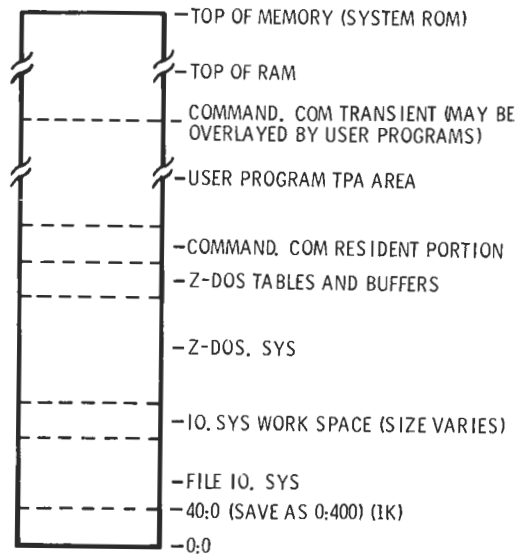 TOP OF MEMORY (SYSTEM ROM)
TOP OF RAM
COMMAND. COM TRANSIENT (MAY BE
OVERLAYED BY USER PROGRAMS)
USER PROGRAM TPA AREA
COMMAND. COM RESIDENT PORTION
Z-DOS TABLES AND BUFFERS
Z-DOS. SYS
IO. SYS WORK SPACE (SIZE VARIES)
FILE IO. SYS
40:0 (SAVE AS 0:400) (1K)
0:0